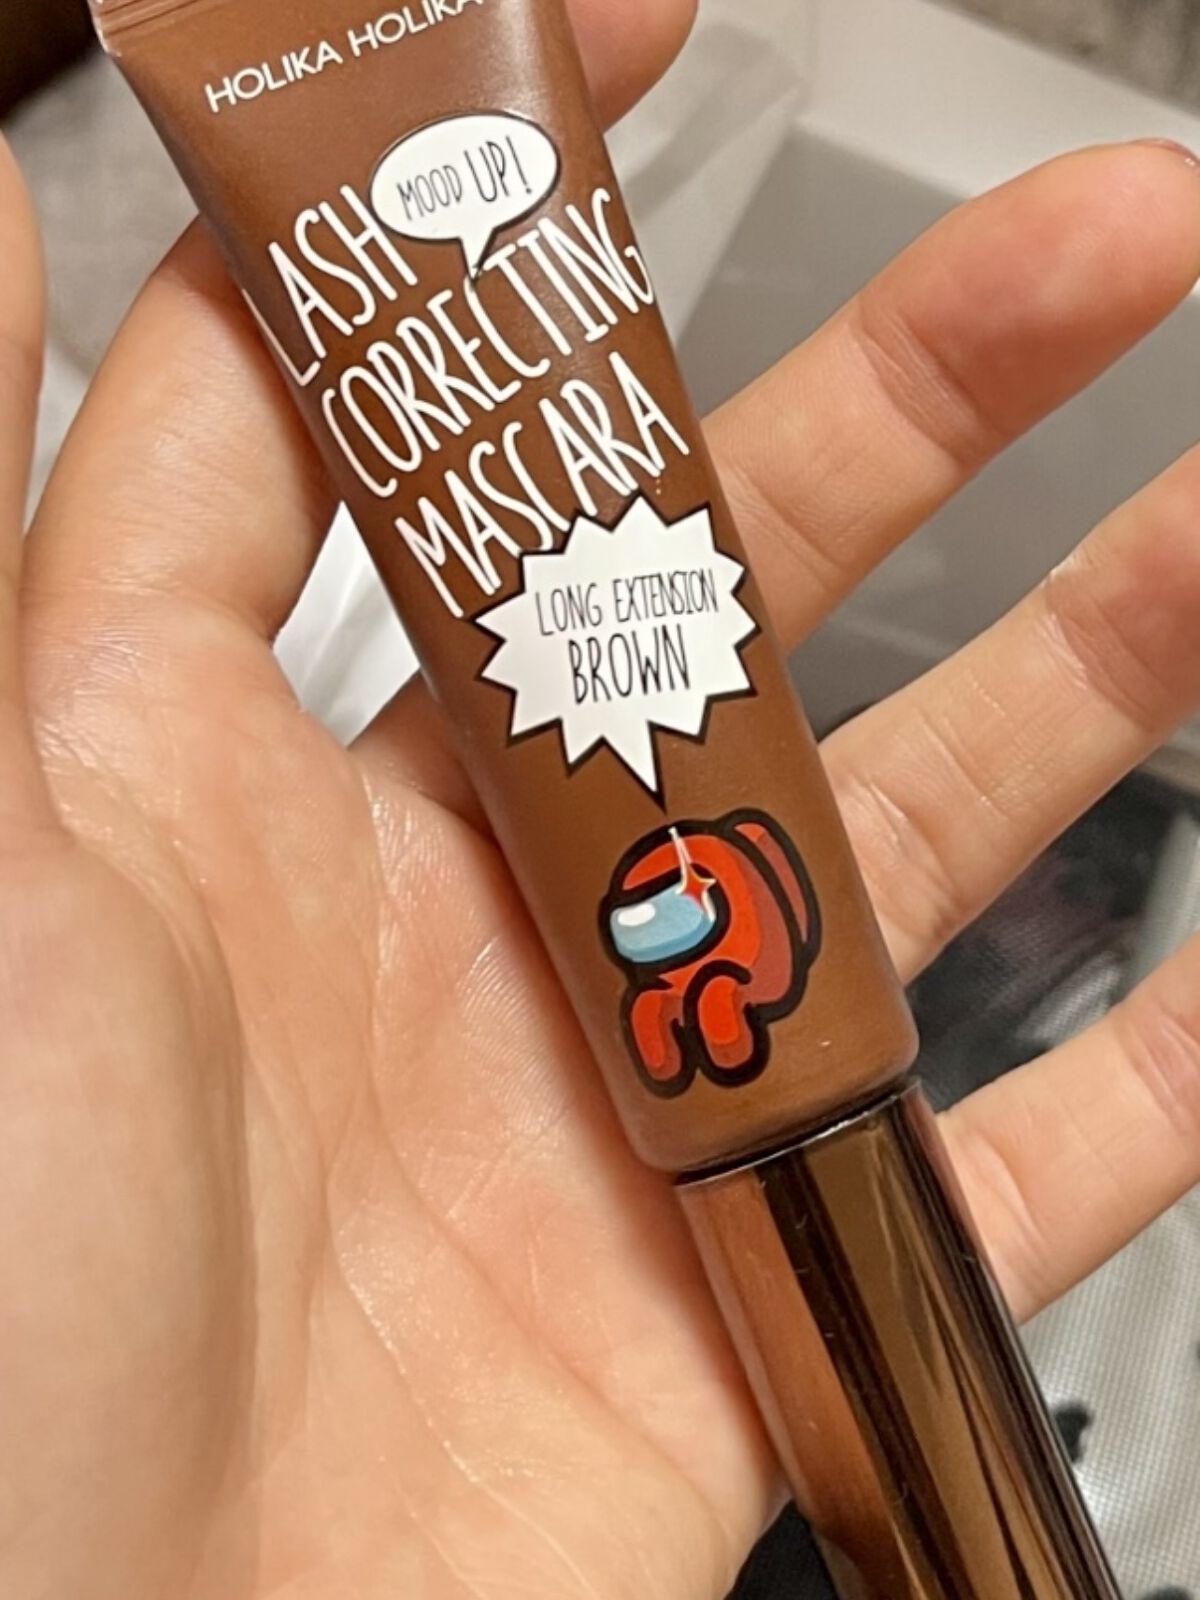 HOLIKA HOLIKA
MOOD UP!
LASH
CORRECTING
MASCARA
LONG EXTENSION
BROWN